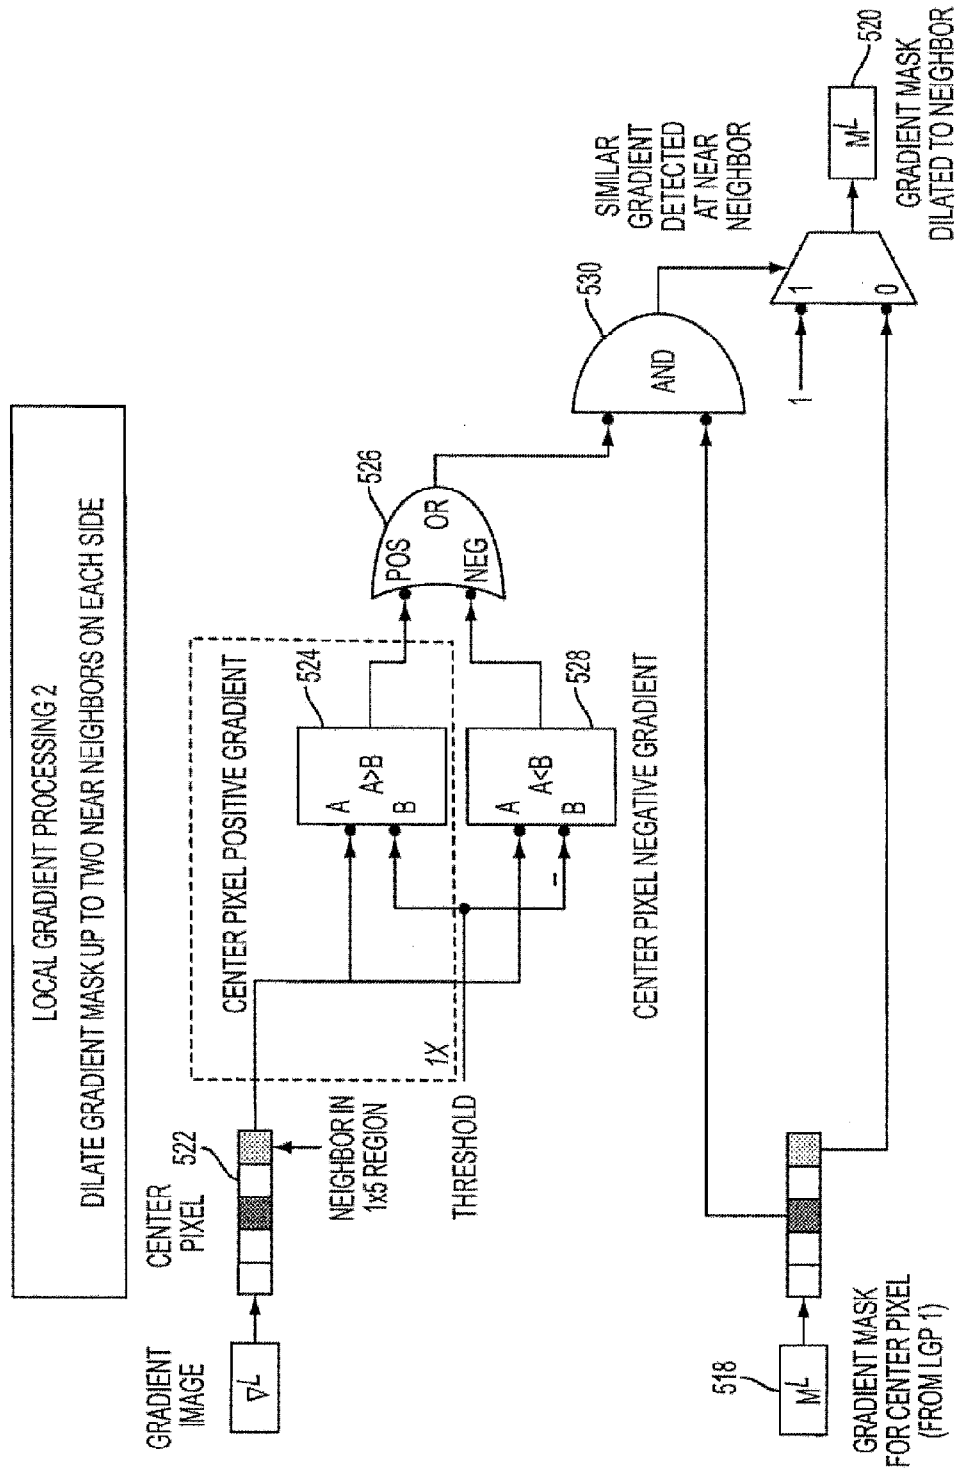 LOCAL GRADIENT PROCESSING 2
DILATE GRADIENT MASK UP TO TWO NEAR NEIGHBORS ON EACH SIDE
GRADIENT
IMAGE
∇L
CENTER
PIXEL
522
NEIGHBOR IN
1x5 REGION
THRESHOLD
1X
CENTER PIXEL POSITIVE GRADIENT
524
A
A>B
B
528
A
A<B
B
–
CENTER PIXEL NEGATIVE GRADIENT
526
POS
OR
NEG
530
AND
SIMILAR
GRADIENT
DETECTED
AT NEAR
NEIGHBOR
1
1
0
ML
520
GRADIENT MASK
DILATED TO NEIGHBOR
518
ML
GRADIENT MASK
FOR CENTER PIXEL
(FROM LGP 1)